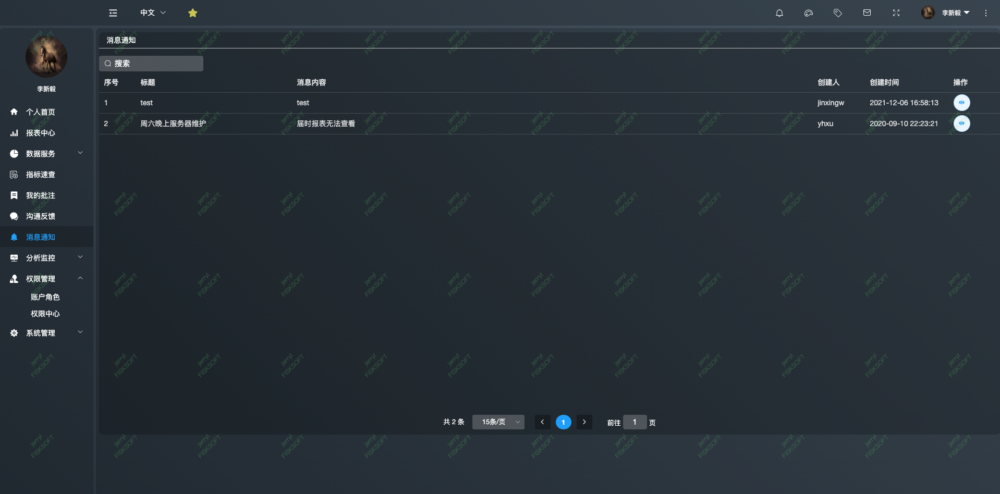 中文
李新毅
李新毅
个人首页
报表中心
数据服务
指标速查
我的批注
沟通反馈
消息通知
分析监控
权限管理
账户角色
权限中心
系统管理
消息通知
搜索
序号 标题 消息内容 创建人 创建时间 操作
1 test test jinxingw 2021-12-06 16:58:13
2 周六晚上服务器维护 届时报表无法查看 yhxu 2020-09-10 22:23:21
共 2 条 15条/页 1 前往 1 页
jerryl
FISKSOFT